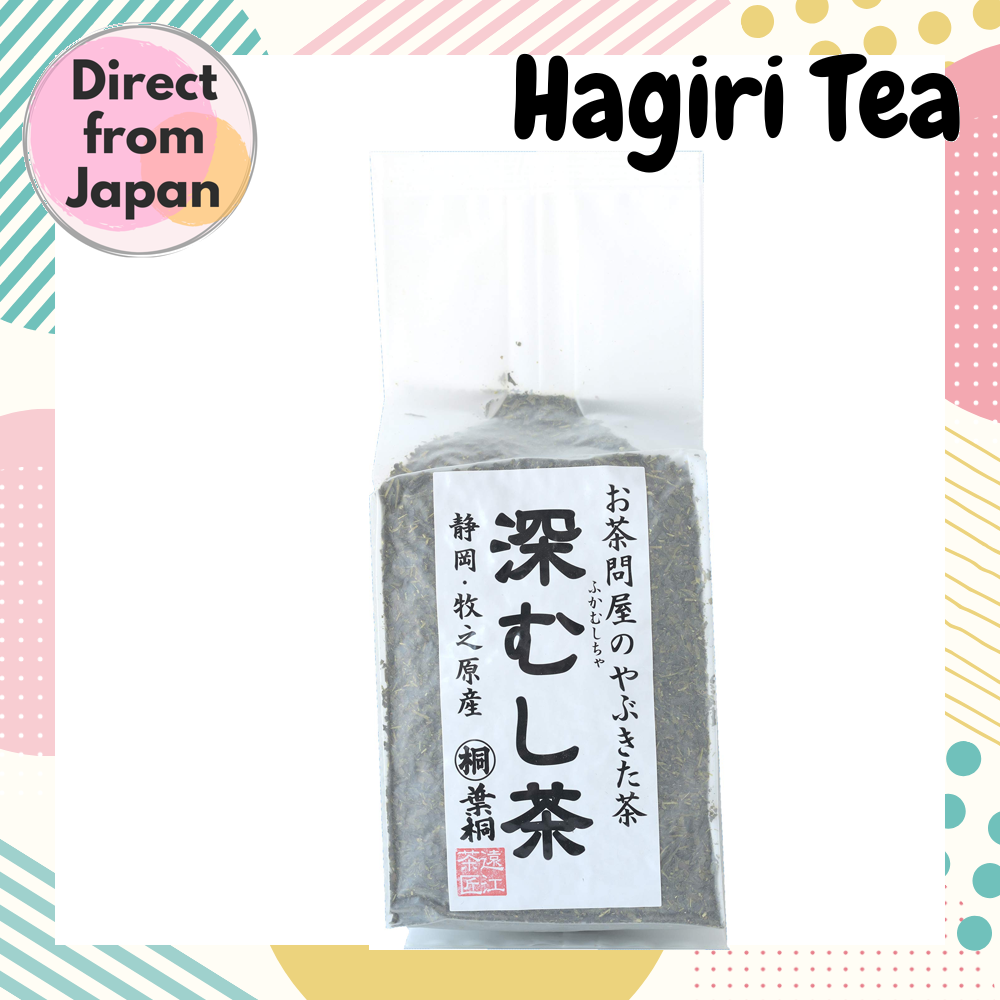 Direct
from
Japan
Hagiri Tea
お茶問屋のやぶきた茶
深むし茶
ふかむしちゃ
静岡・牧之原産
桐
葉桐
遠江
茶匠